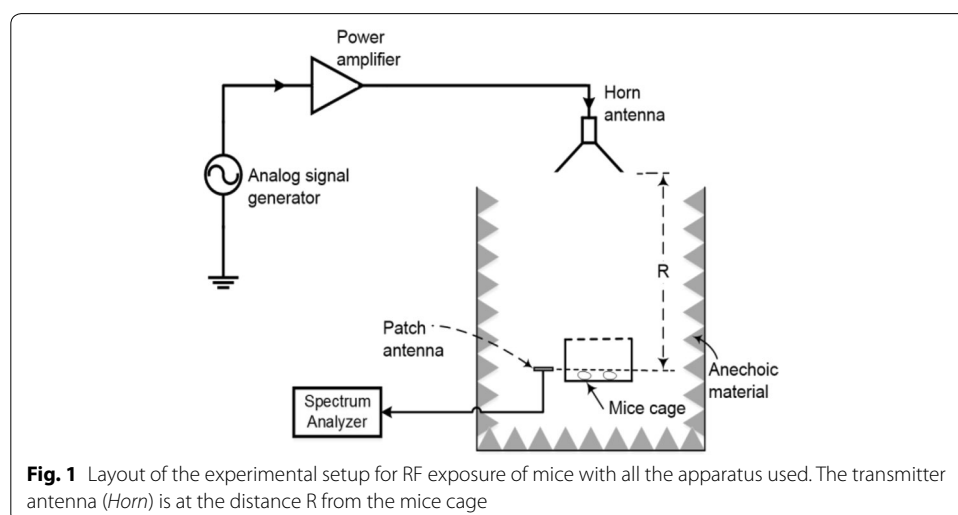 Power
amplifier
Horn
antenna
Analog signal
generator
R
Patch
antenna
Anechoic
material
Mice cage
Spectrum
Analyzer
Fig. 1 Layout of the experimental setup for RF exposure of mice with all the apparatus used. The transmitter
antenna (Horn) is at the distance R from the mice cage